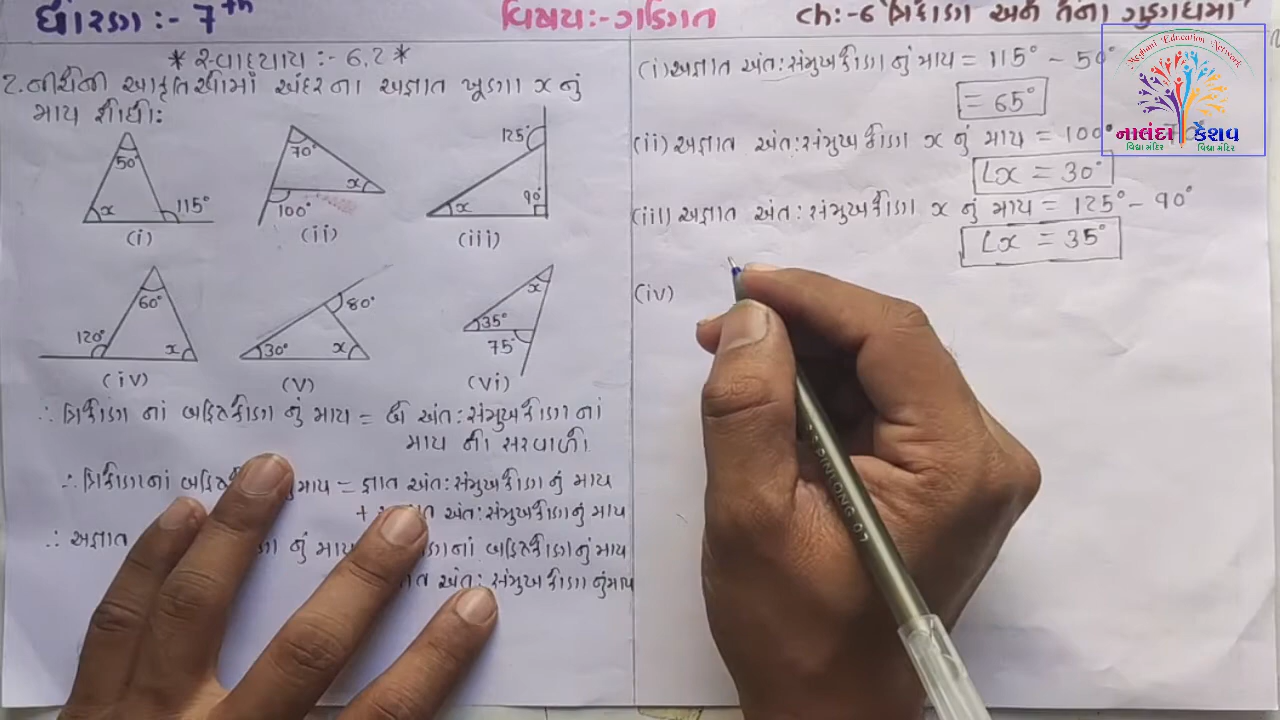 ધોરણ :- 7th
વિષય:- ગણિત
ch:-6 ત્રિકોણ અને તેના ગુણધર્મો
* સ્વાધ્યાય :- 6.2 *
2. નીચેની આકૃતિઓમાં અંદરના અજ્ઞાત ખૂણા x નું
માપ શોધો:
50° x 115°
(i)
70° x 100°
(ii)
125° x 90°
(iii)
60° 120° x
(iv)
80° 30° x
(v)
x 35° 75°
(vi)
∴ ત્રિકોણ નાં બહિષ્કોણ નું માપ = બે અંત:સંમુખકોણ નાં
માપ નો સરવાળો
∴ ત્રિકોણનાં માપ = જ્ઞાત અંત:સંમુખકોણ નું માપ
+ અંત:સંમુખકોણનું માપ
∴ અજ્ઞાત નું માપ બહિષ્કોણનું માપ
અંત: સંમુખકોણ નુંમાપ
(i) અજ્ઞાત અંત:સંમુખકોણ નું માપ = 115° - 50°
= 65°
(ii) અજ્ઞાત અંત:સંમુખકોણ x નું માપ = 100°
∠x = 30°
(iii) અજ્ઞાત અંત:સંમુખકોણ x નું માપ = 125° - 90°
∠x = 35°
(iv)
Meghani Education Network
નાલંદા કેશવ
વિદ્યા મંદિર વિદ્યા મંદિર